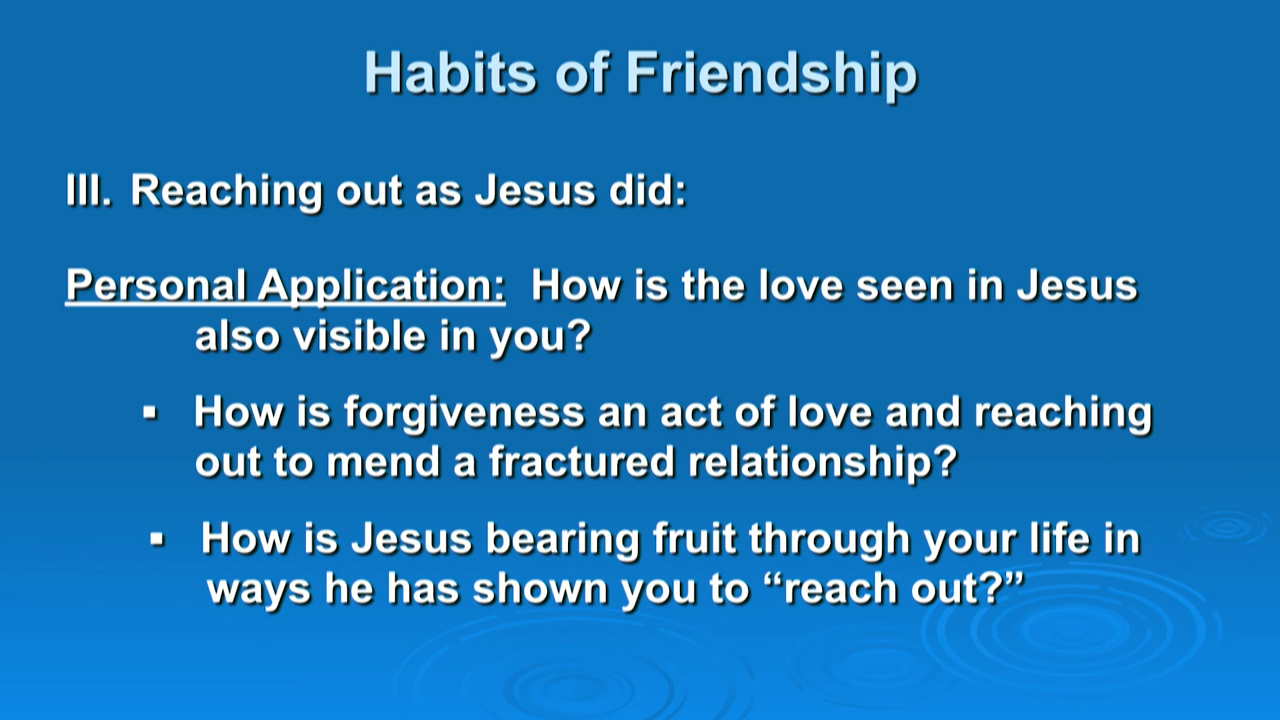 Habits of Friendship
III. Reaching out as Jesus did:
Personal Application: How is the love seen in Jesus
also visible in you?
▪ How is forgiveness an act of love and reaching
out to mend a fractured relationship?
▪ How is Jesus bearing fruit through your life in
ways he has shown you to “reach out?”